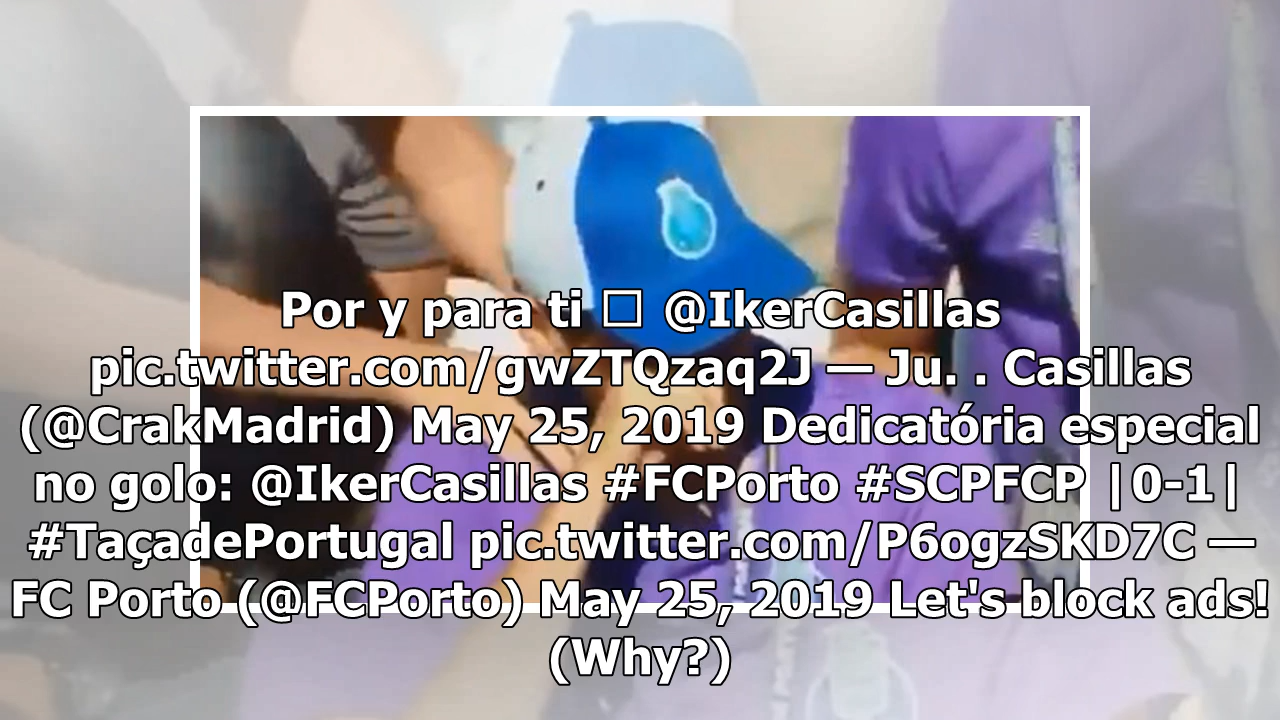 Por y para ti □ @IkerCasillas
pic.twitter.com/gwZTQzaq2J — Ju. . Casillas
(@CrakMadrid) May 25, 2019 Dedicatória especial
no golo: @IkerCasillas #FCPorto #SCPFCP |0-1|
#TaçadePortugal pic.twitter.com/P6ogzSKD7C —
FC Porto (@FCPorto) May 25, 2019 Let's block ads!
(Why?)